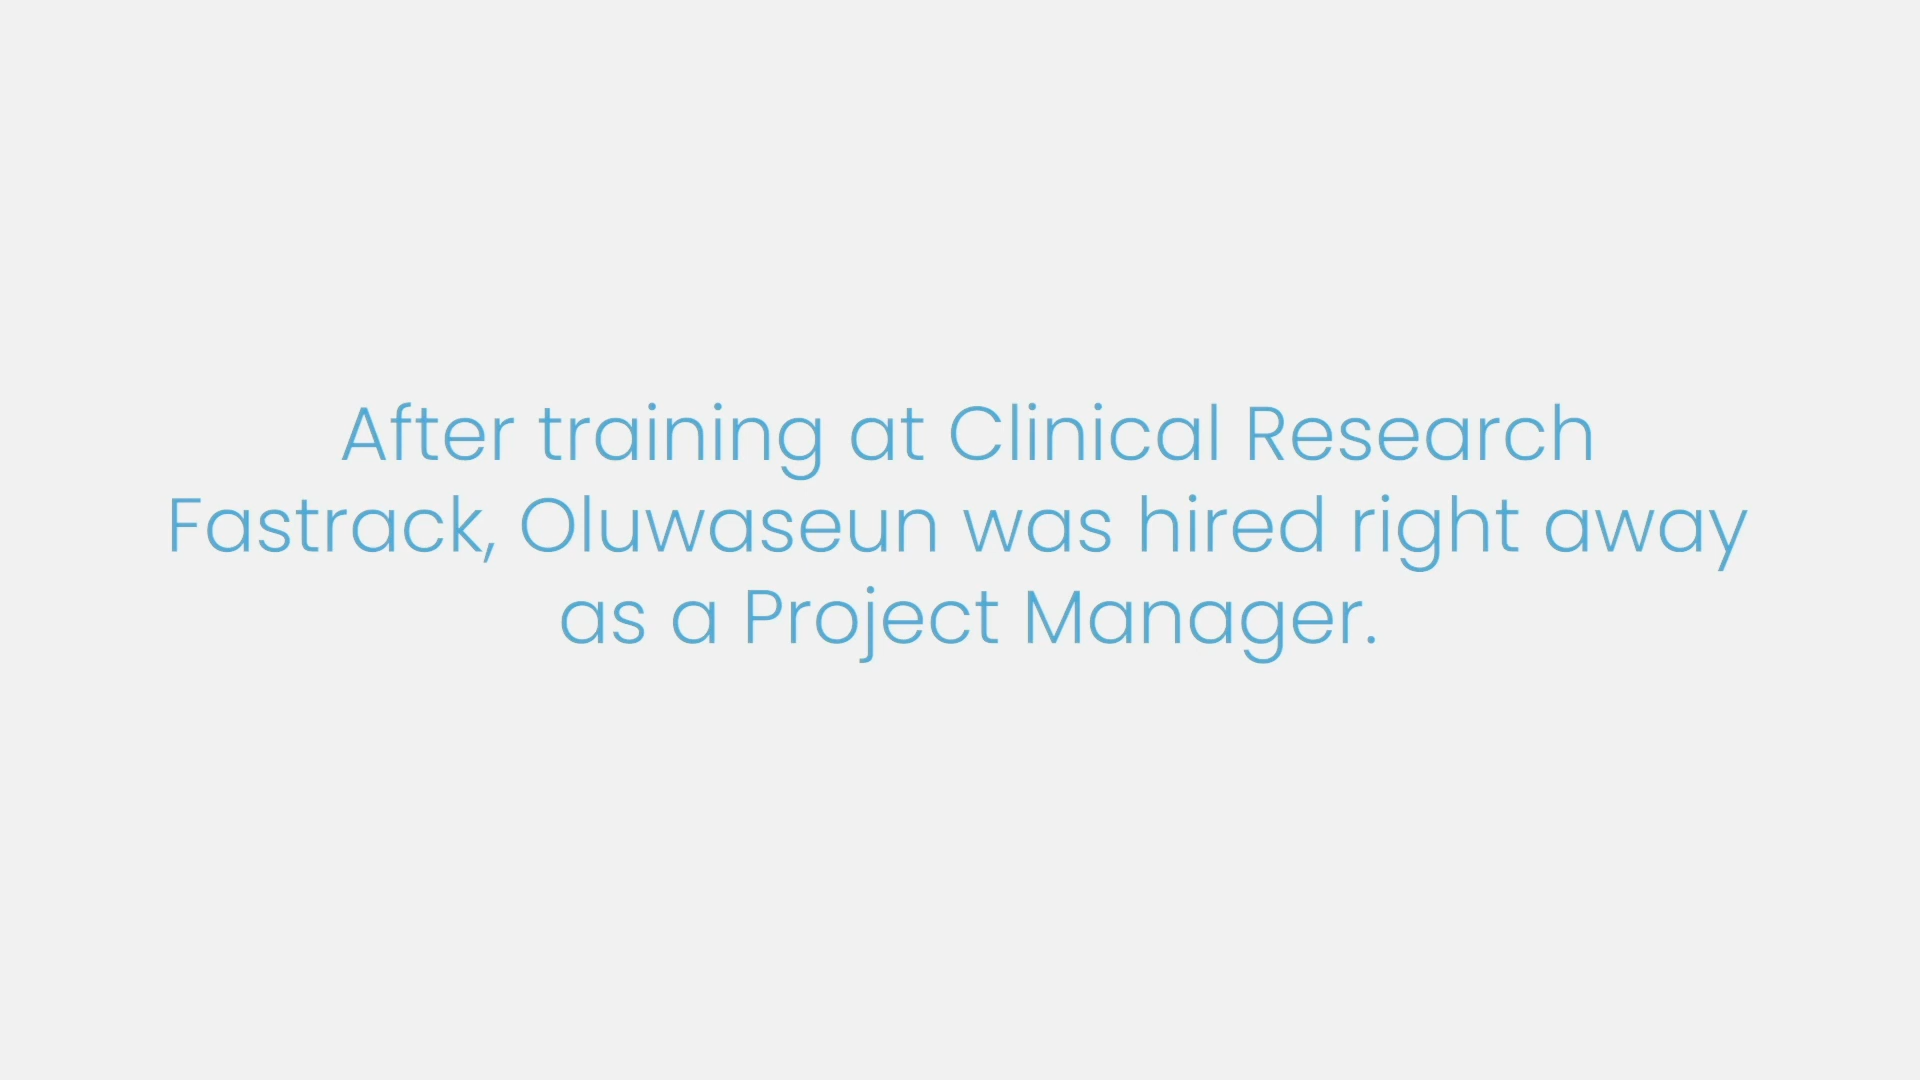 After training at Clinical Research
Fastrack, Oluwaseun was hired right away
as a Project Manager.